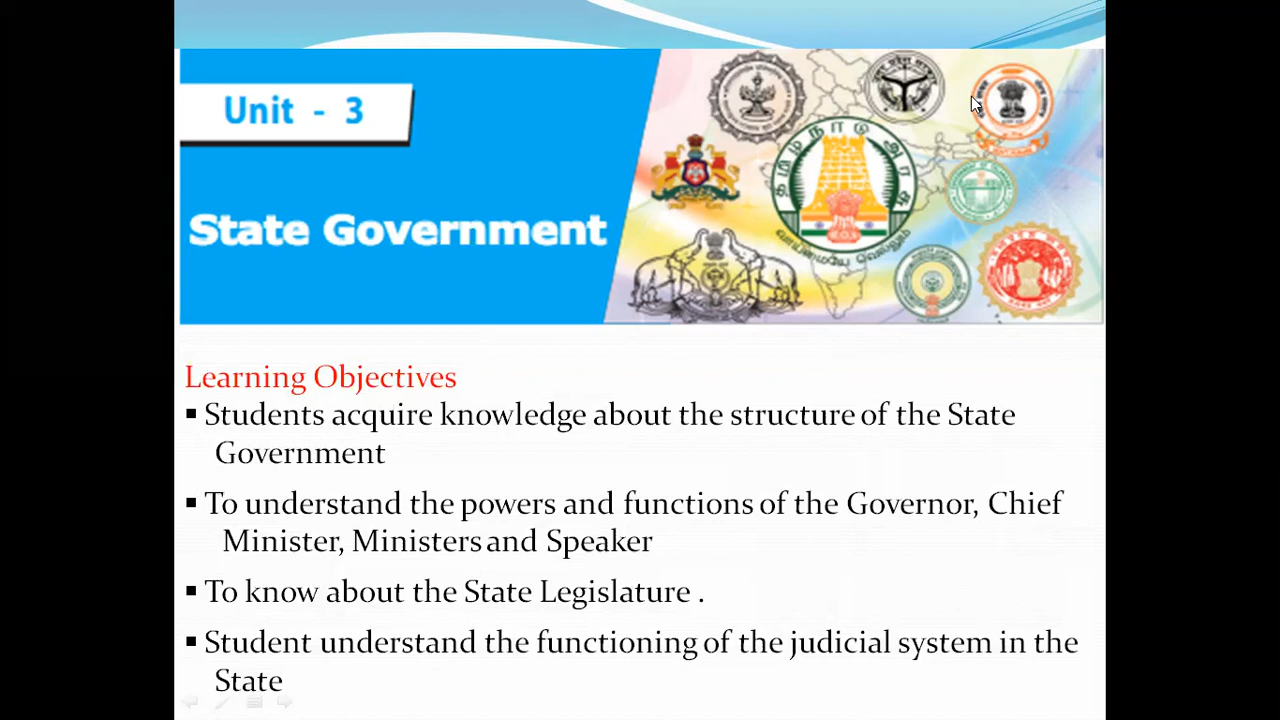 Unit - 3
State Government
தமிழ்நாடு அரசு
வாய்மையே வெல்லும்
Learning Objectives
▪ Students acquire knowledge about the structure of the State
Government
▪ To understand the powers and functions of the Governor, Chief
Minister, Ministers and Speaker
▪ To know about the State Legislature .
▪ Student understand the functioning of the judicial system in the
State